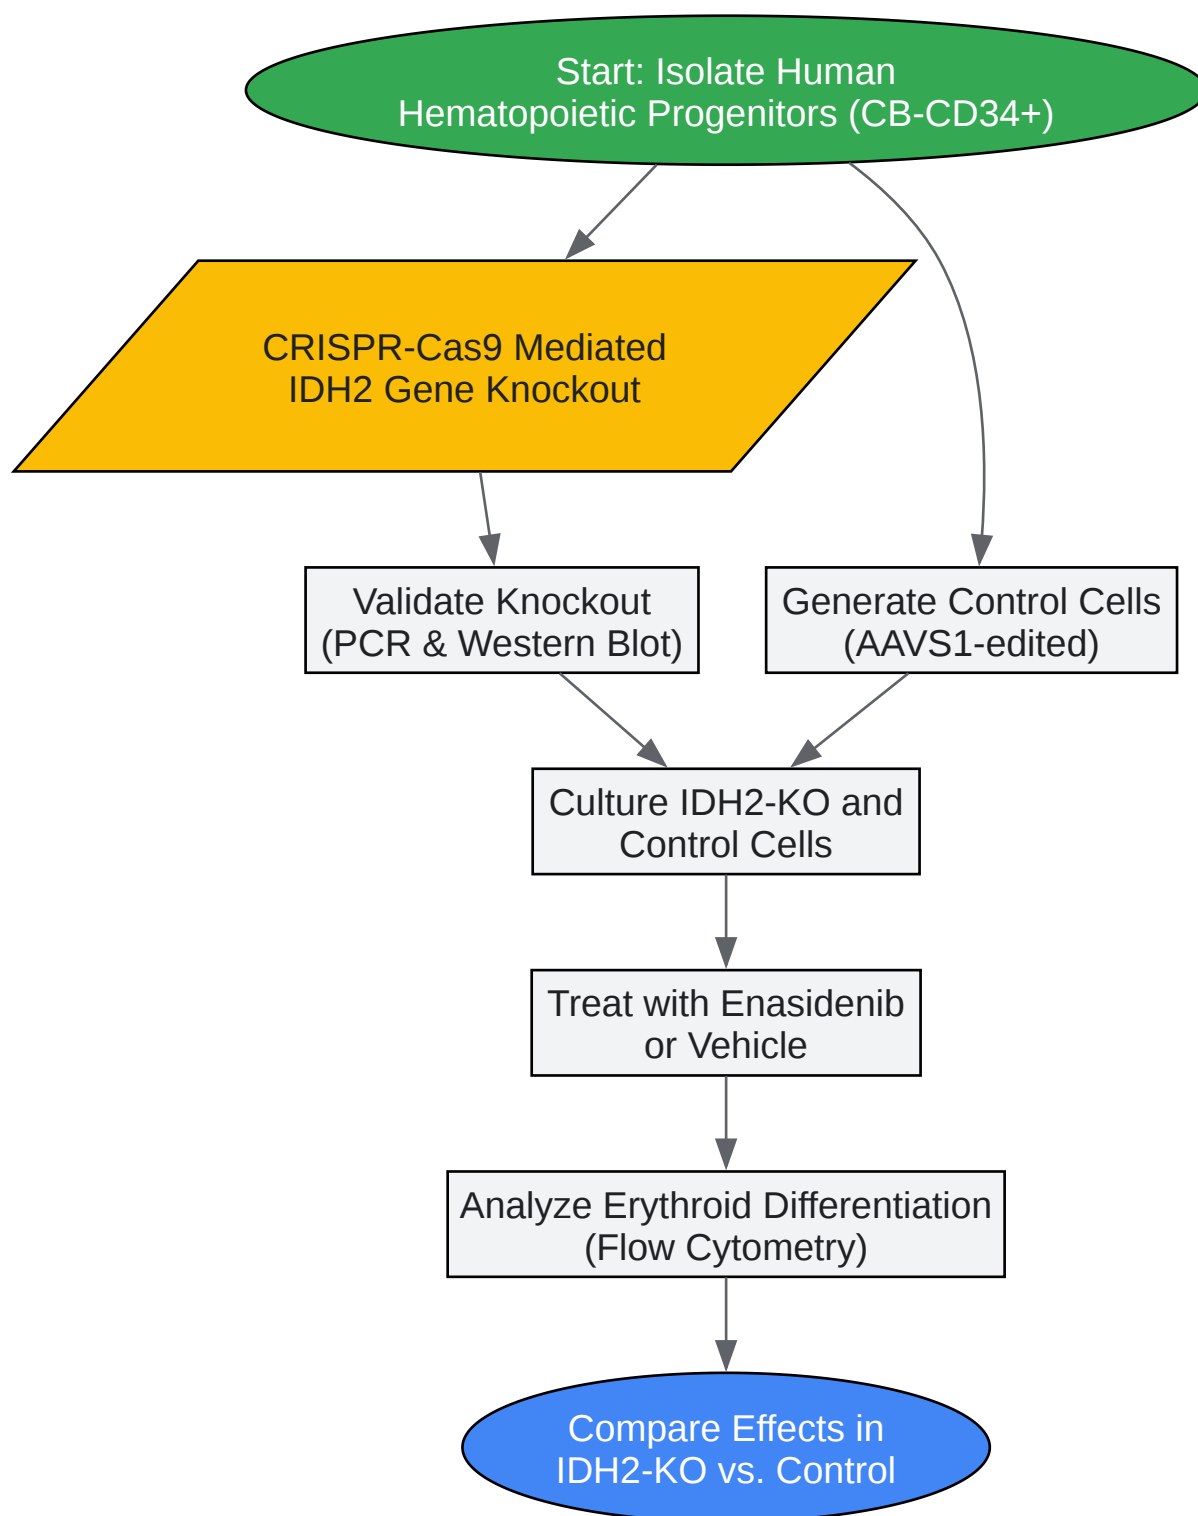 Start: Isolate Human
Hematopoietic Progenitors (CB-CD34+)
CRISPR-Cas9 Mediated
IDH2 Gene Knockout
Validate Knockout
(PCR & Western Blot)
Generate Control Cells
(AAVS1-edited)
Culture IDH2-KO and
Control Cells
Treat with Enasidenib
or Vehicle
Analyze Erythroid Differentiation
(Flow Cytometry)
Compare Effects in
IDH2-KO vs. Control